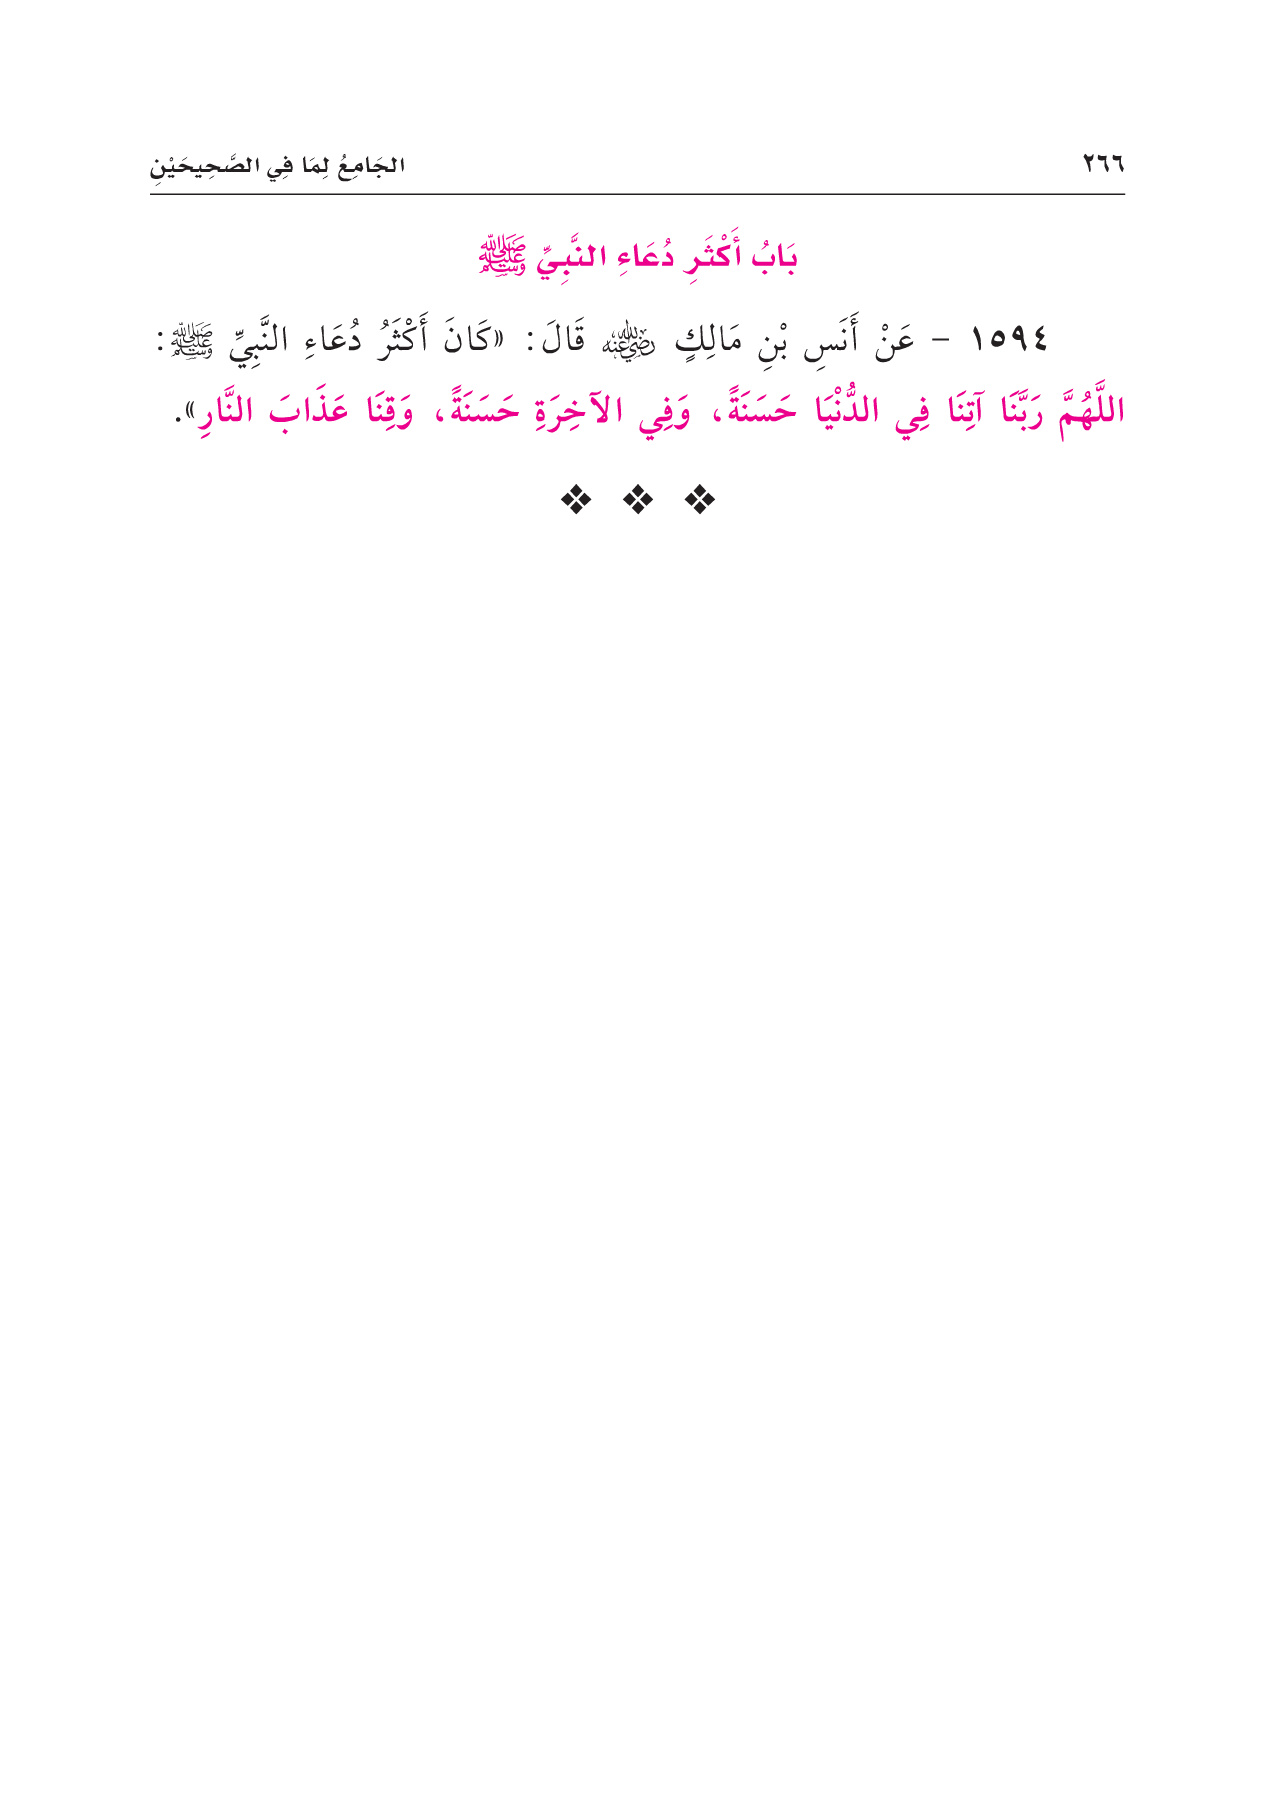 ٢٦٦
الجَامِعُ لِمَا فِي الصَّحِيحَيْنِ
بَابُ أَكْثَرِ دُعَاءِ النَّبِيِّ ﷺ
١٥٩٤ – عَنْ أَنَسِ بْنِ مَالِكٍ رضي الله عنه قَالَ: «كَانَ أَكْثَرُ دُعَاءِ النَّبِيِّ ﷺ:
اللَّهُمَّ رَبَّنَا آتِنَا فِي الدُّنْيَا حَسَنَةً، وَفِي الآخِرَةِ حَسَنَةً، وَقِنَا عَذَابَ النَّارِ».